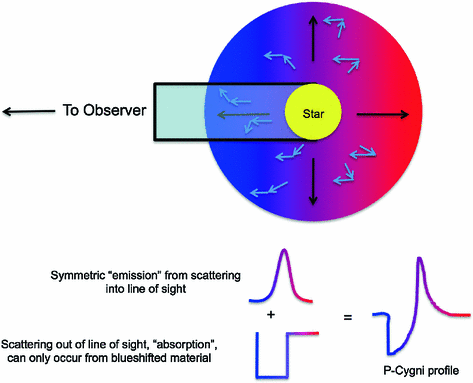 To Observer
Star
Symmetric "emission" from scattering
into line of sight
+
=
Scattering out of line of sight, "absorption",
can only occur from blueshifted material
P-Cygni profile